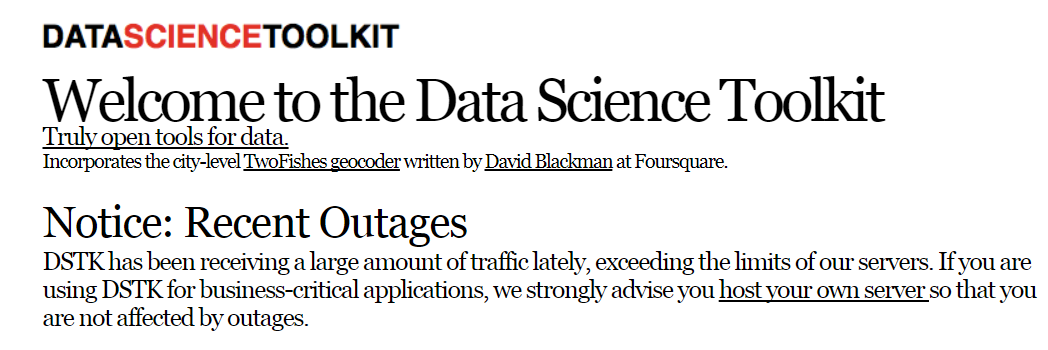 DATASCIENCETOOLKIT
Welcome to the Data Science Toolkit
Truly open tools for data.
Incorporates the city-level TwoFishes geocoder written by David Blackman at Foursquare.
Notice: Recent Outages
DSTK has been receiving a large amount of traffic lately, exceeding the limits of our servers. If you are
using DSTK for business-critical applications, we strongly advise you host your own server so that you
are not affected by outages.